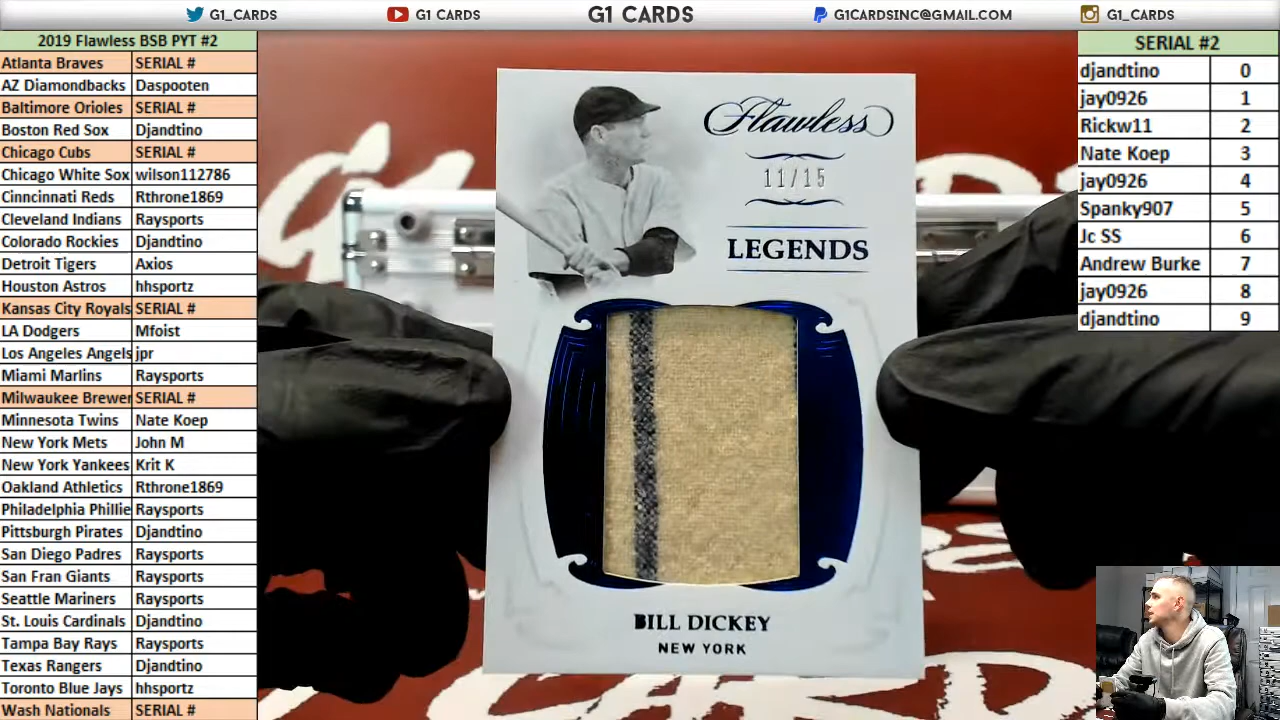 G1_CARDS
G1 CARDS
G1 CARDS
G1CARDSINC@GMAIL.COM
G1_CARDS
2019 Flawless BSB PYT #2
Atlanta Braves SERIAL #
AZ Diamondbacks Daspooten
Baltimore Orioles SERIAL #
Boston Red Sox Djandtino
Chicago Cubs SERIAL #
Chicago White Sox wilson112786
Cinncinnati Reds Rthrone1869
Cleveland Indians Raysports
Colorado Rockies Djandtino
Detroit Tigers Axios
Houston Astros hhsportz
Kansas City Royals SERIAL #
LA Dodgers Mfoist
Los Angeles Angels jpr
Miami Marlins Raysports
Milwaukee Brewer SERIAL #
Minnesota Twins Nate Koep
New York Mets John M
New York Yankees Krit K
Oakland Athletics Rthrone1869
Philadelphia Phillie Raysports
Pittsburgh Pirates Djandtino
San Diego Padres Raysports
San Fran Giants Raysports
Seattle Mariners Raysports
St. Louis Cardinals Djandtino
Tampa Bay Rays Raysports
Texas Rangers Djandtino
Toronto Blue Jays hhsportz
Wash Nationals SERIAL #
Flawless
11/15
LEGENDS
BILL DICKEY
NEW YORK
SERIAL #2
djandtino 0
jay0926 1
Rickw11 2
Nate Koep 3
jay0926 4
Spanky907 5
Jc SS 6
Andrew Burke 7
jay0926 8
djandtino 9